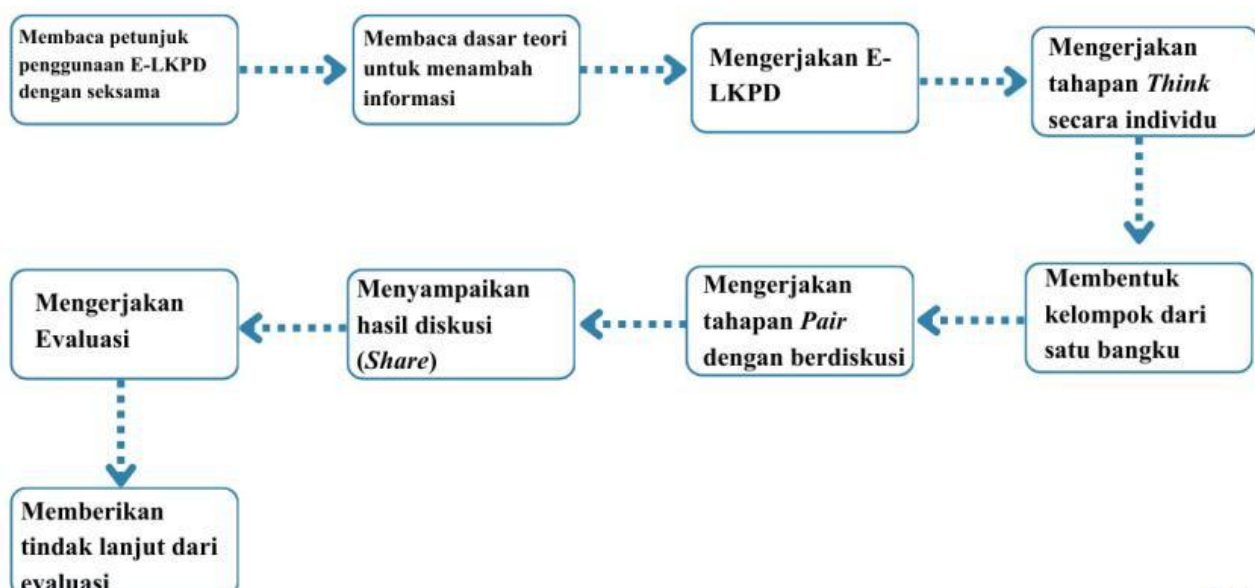 Membaca petunjuk
penggunaan E-LKPD
dengan seksama
Membaca dasar teori
untuk menambah
informasi
Mengerjakan E-
LKPD
Mengerjakan
tahapan Think
secara individu
Membentuk
kelompok dari
satu bangku
Mengerjakan
tahapan Pair
dengan berdiskusi
Menyampaikan
hasil diskusi
(Share)
Mengerjakan
Evaluasi
Memberikan
tindak lanjut dari
evaluasi